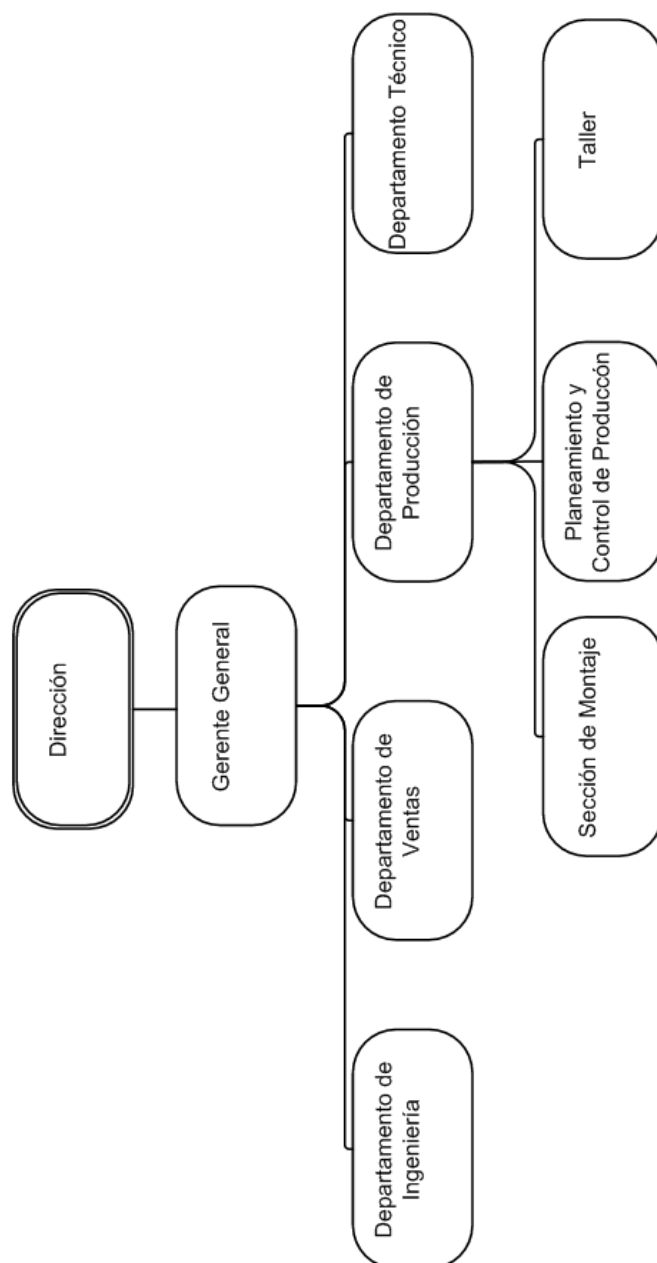 Dirección
Gerente General
Departamento de
Ingeniería
Departamento de
Ventas
Departamento de
Producción
Departamento Técnico
Sección de Montaje
Planeamiento y
Control de Produccón
Taller